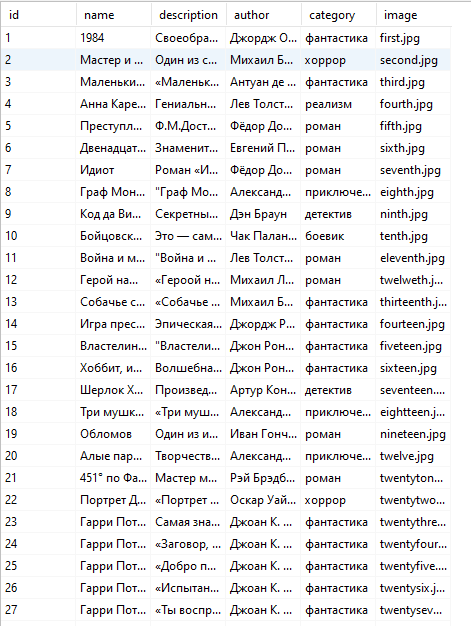 id name description author category image
1 1984 Своеобра... Джордж О... фантастика first.jpg
2 Мастер и ... Один из с... Михаил Б... хоррор second.jpg
3 Маленьки... «Маленьк... Антуан де ... фантастика third.jpg
4 Анна Каре... Гениальн... Лев Толст... реализм fourth.jpg
5 Преступл... Ф.М.Дост... Фёдор До... роман fifth.jpg
6 Двенадцат... Знаменит... Евгений П... роман sixth.jpg
7 Идиот Роман «И... Фёдор До... роман seventh.jpg
8 Граф Мон... "Граф Мо... Александ... приключе... eighth.jpg
9 Код да Ви... Секретны... Дэн Браун детектив ninth.jpg
10 Бойцовск... Это — сам... Чак Палан... боевик tenth.jpg
11 Война и м... "Война и ... Лев Толст... роман eleventh.jpg
12 Герой на... «Героой н... Михаил Л... роман twelweth.j...
13 Собачье с... «Собачье ... Михаил Б... фантастика thirteenth.j...
14 Игра прес... Эпическая... Джордж Р... фантастика fourteen.jpg
15 Властелин... "Властели... Джон Рон... фантастика fiveteen.jpg
16 Хоббит, и... Волшебна... Джон Рон... фантастика sixteen.jpg
17 Шерлок Х... Произвед... Артур Кон... детектив seventeen....
18 Три мушк... «Три муш... Александ... приключе... eightteen.j...
19 Обломов Один из и... Иван Гонч... роман nineteen.jpg
20 Алые пар... Творчеств... Александ... приключе... twelve.jpg
21 451° по Фа... Мастер м... Рэй Брэдб... роман twentyton...
22 Портрет Д... «Портрет ... Оскар Уай... хоррор twentytwo...
23 Гарри Пот... Самая зна... Джоан К. ... фантастика twentythre...
24 Гарри Пот... «Заговор, ... Джоан К. ... фантастика twentyfour...
25 Гарри Пот... «Добро п... Джоан К. ... фантастика twentyfive....
26 Гарри Пот... «Испытан... Джоан К. ... фантастика twentysix.j...
27 Гарри Пот... «Ты воспр... Джоан К. ... фантастика twentysev...